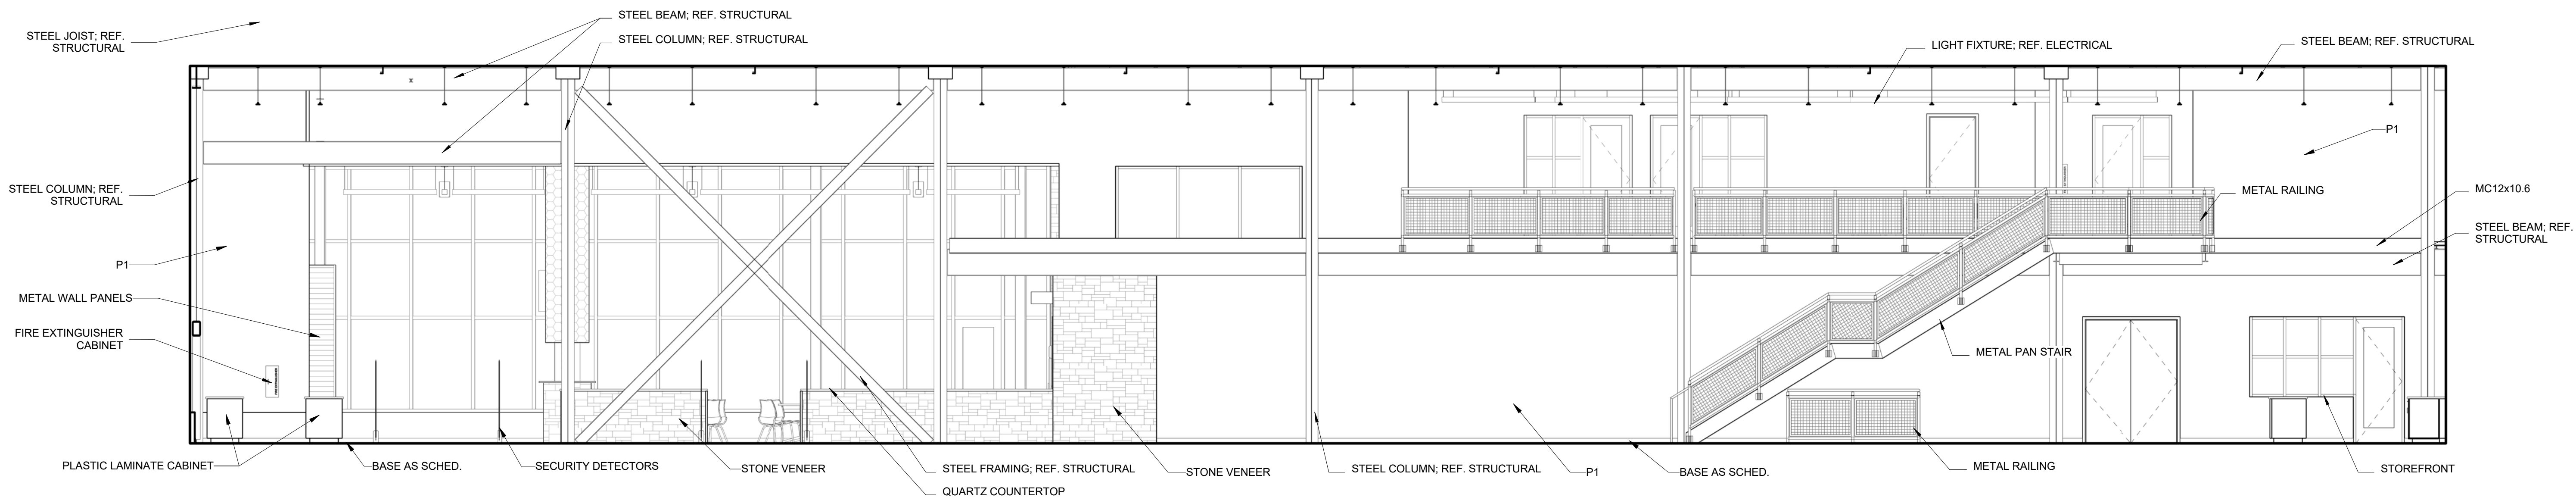 STEEL BEAM; REF. STRUCTURAL
STEEL JOIST; REF.
STRUCTURAL
STEEL COLUMN; REF. STRUCTURAL
LIGHT FIXTURE; REF. ELECTRICAL
STEEL BEAM; REF. STRUCTURAL
P1
STEEL COLUMN; REF.
STRUCTURAL
METAL RAILING
MC12x10.6
STEEL BEAM; REF.
STRUCTURAL
P1
METAL WALL PANELS
FIRE EXTINGUISHER
CABINET
FIRE EXTINGUISHER
METAL PAN STAIR
PLASTIC LAMINATE CABINET
BASE AS SCHED.
SECURITY DETECTORS
STONE VENEER
STEEL FRAMING; REF. STRUCTURAL
QUARTZ COUNTERTOP
STONE VENEER
STEEL COLUMN; REF. STRUCTURAL
P1
BASE AS SCHED.
METAL RAILING
STOREFRONT